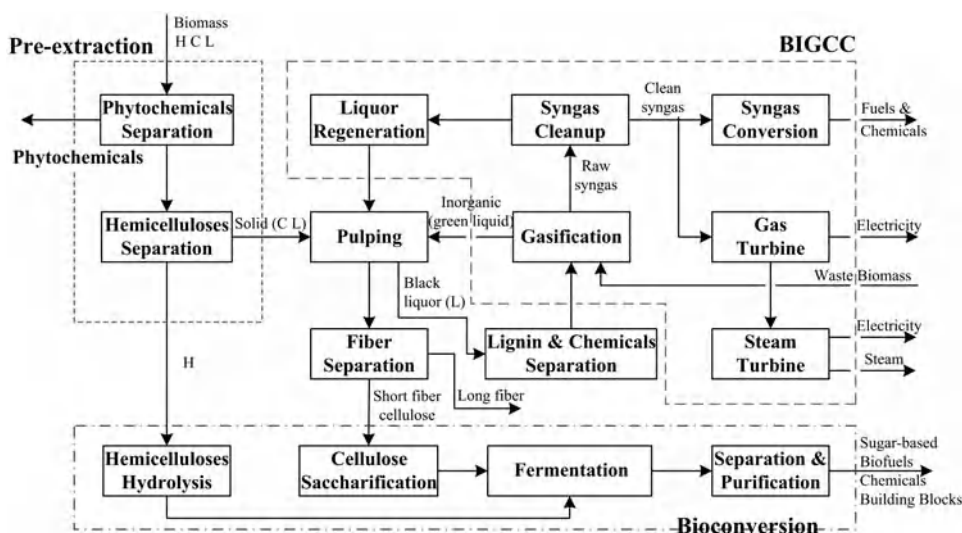 Biomass
H C L
Pre-extraction
BIGCC
Phytochemicals
Separation
Phytochemicals
Liquor
Regeneration
Syngas
Cleanup
Clean
syngas
Syngas
Conversion
Fuels &
Chemicals
Raw
syngas
Hemicelluloses
Separation
Solid (C L)
Pulping
Inorganic
(green liquid)
Gasification
Gas
Turbine
Electricity
Waste Biomass
Black
liquor (L)
H
Fiber
Separation
Lignin & Chemicals
Separation
Steam
Turbine
Electricity
Steam
Short fiber
cellulose
Long fiber
Hemicelluloses
Hydrolysis
Cellulose
Saccharification
Fermentation
Separation &
Purification
Sugar-based
Biofuels
Chemicals
Building Blocks
Bioconversion